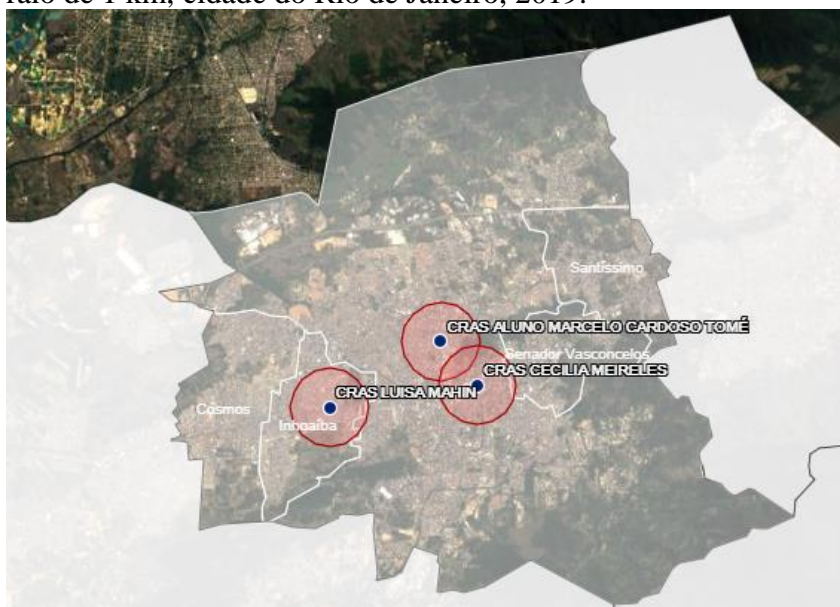 raio de 1 km, cidade do Rio de Janeiro, 2019.
Santíssimo
CRAS ALUNO MARCELO CARDOSO TOMÉ
Senador Vasconcelos
CRAS CECILIA MEIRELES
CRAS LUISA MAHIN
Cosmos
Inhoaíba